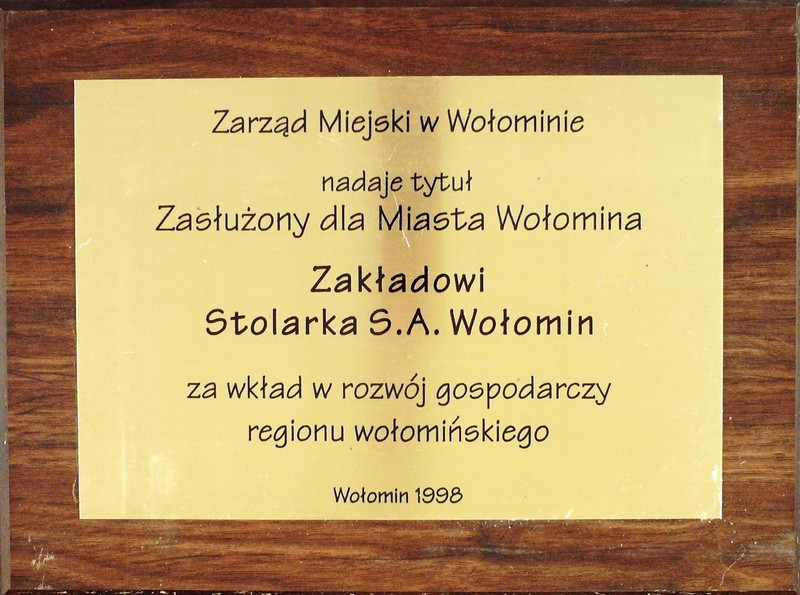 Zarząd Miejski w Wołominie
nadaje tytuł
Zasłużony dla Miasta Wołomina
Zakładowi
Stolarka S.A. Wołomin
za wkład w rozwój gospodarczy
regionu wołomińskiego
Wołomin 1998